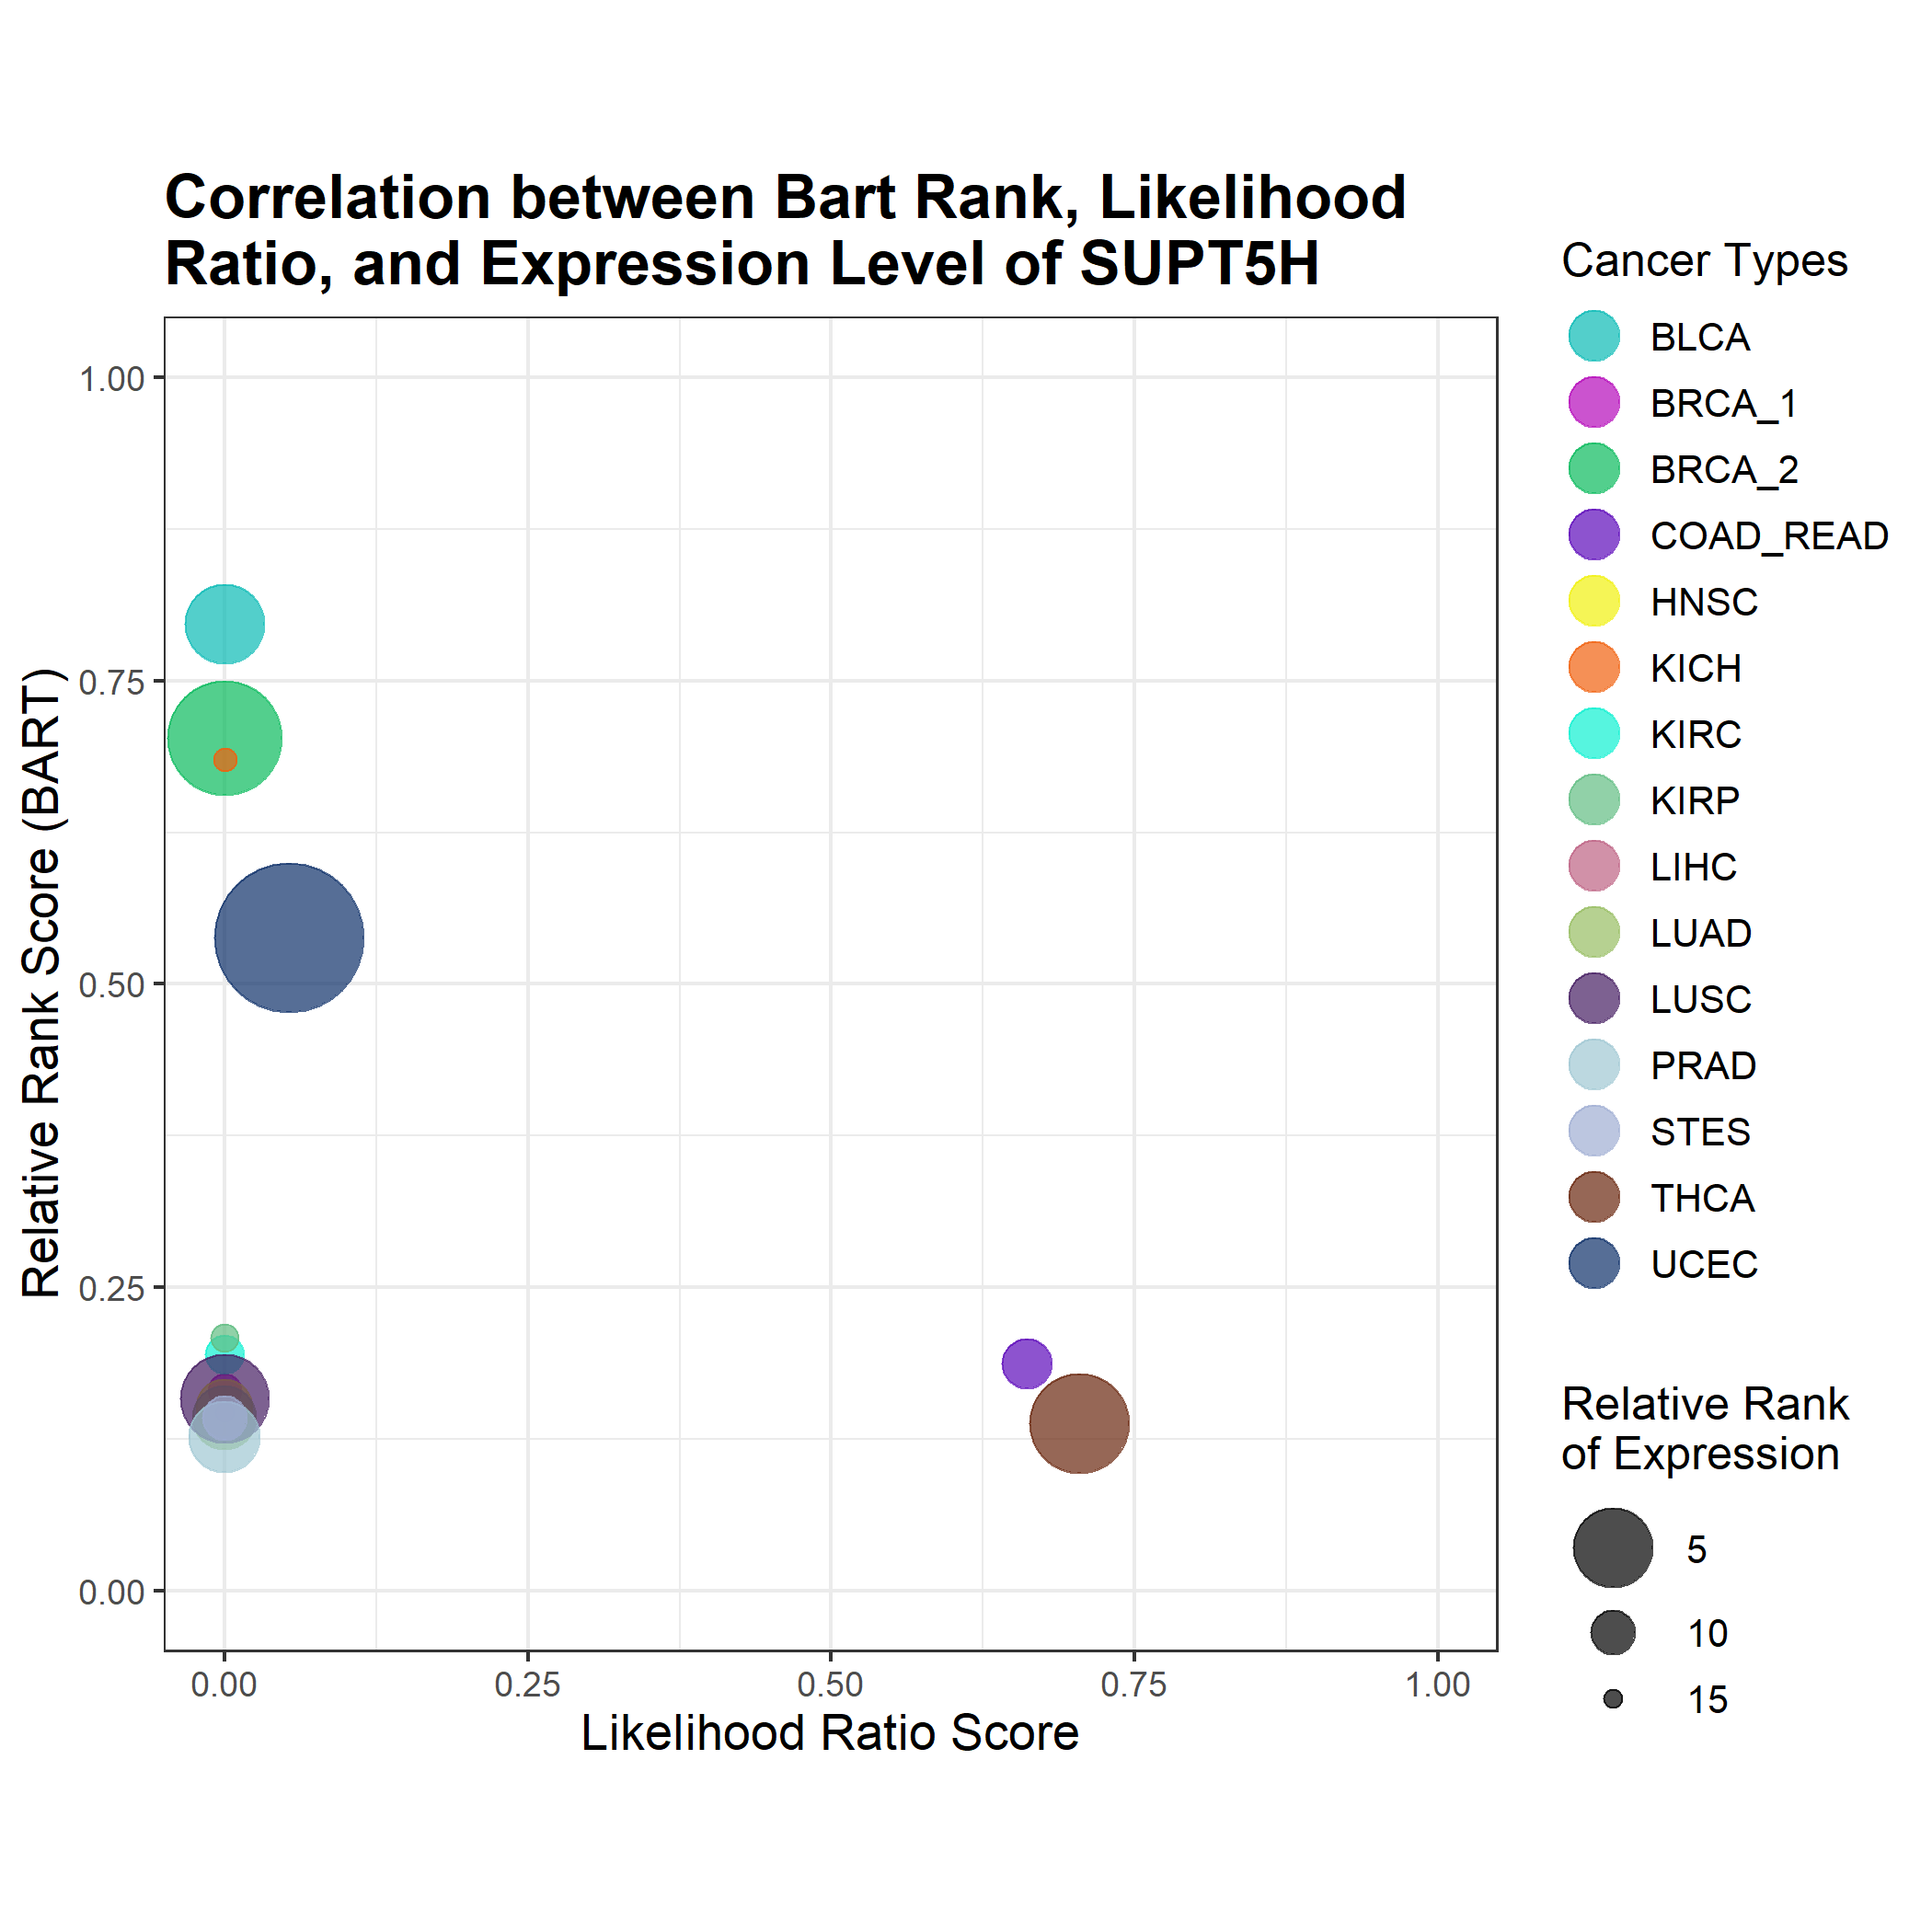 Correlation between Bart Rank, Likelihood
Ratio, and Expression Level of SUPT5H
Relative Rank Score (BART)
1.00
0.75
0.50
0.25
0.00
0.00
0.25
0.50
0.75
1.00
Likelihood Ratio Score
Cancer Types
BLCA
BRCA_1
BRCA_2
COAD_READ
HNSC
KICH
KIRC
KIRP
LIHC
LUAD
LUSC
PRAD
STES
THCA
UCEC
Relative Rank
of Expression
5
10
15